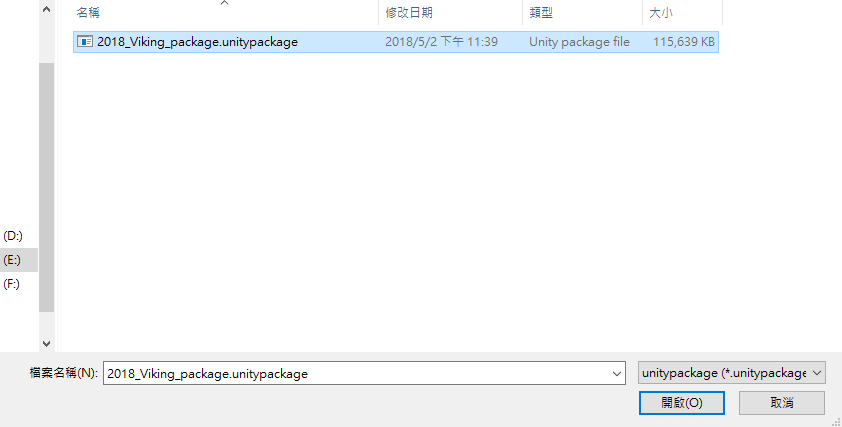 名稱 修改日期 類型 大小
2018_Viking_package.unitypackage 2018/5/2 下午 11:39 Unity package file 115,639 KB
(D:)
(E:)
(F:)
檔案名稱(N): 2018_Viking_package.unitypackage unitypackage (*.unitypackage
開啟(O) 取消